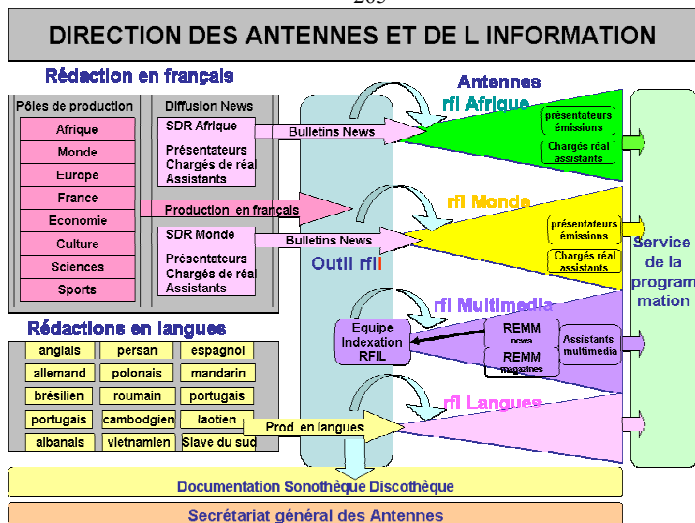 205
DIRECTION DES ANTENNES ET DE L INFORMATION
Rédaction en français
Pôles de production
Afrique
Monde
Europe
France
Economie
Culture
Sciences
Sports
Diffusion News
SDR Afrique
Présentateurs
Chargés de réal
Assistants
SDR Monde
Présentateurs
Chargés de réal
Assistants
Bulletins News
Production en français
Bulletins News
Outil rfil
Antennes
rfi Afrique
présentateurs
émissions
Chargés réal
assistants
rfi Monde
présentateurs
émissions
Chargés réal
assistants
rfi Multimedia
Equipe
Indexation
RFIL
REMM
news
REMM
magazines
Assistants
multimedia
rfi Langues
Service
de la
program
mation
Rédactions en langues
anglais persan espagnol
allemand polonais mandarin
brésilien roumain portugais
portugais cambodgien laotien
albanais vietnamien Slave du sud
Prod en langues
Documentation Sonothèque Discothèque
Secrétariat général des Antennes